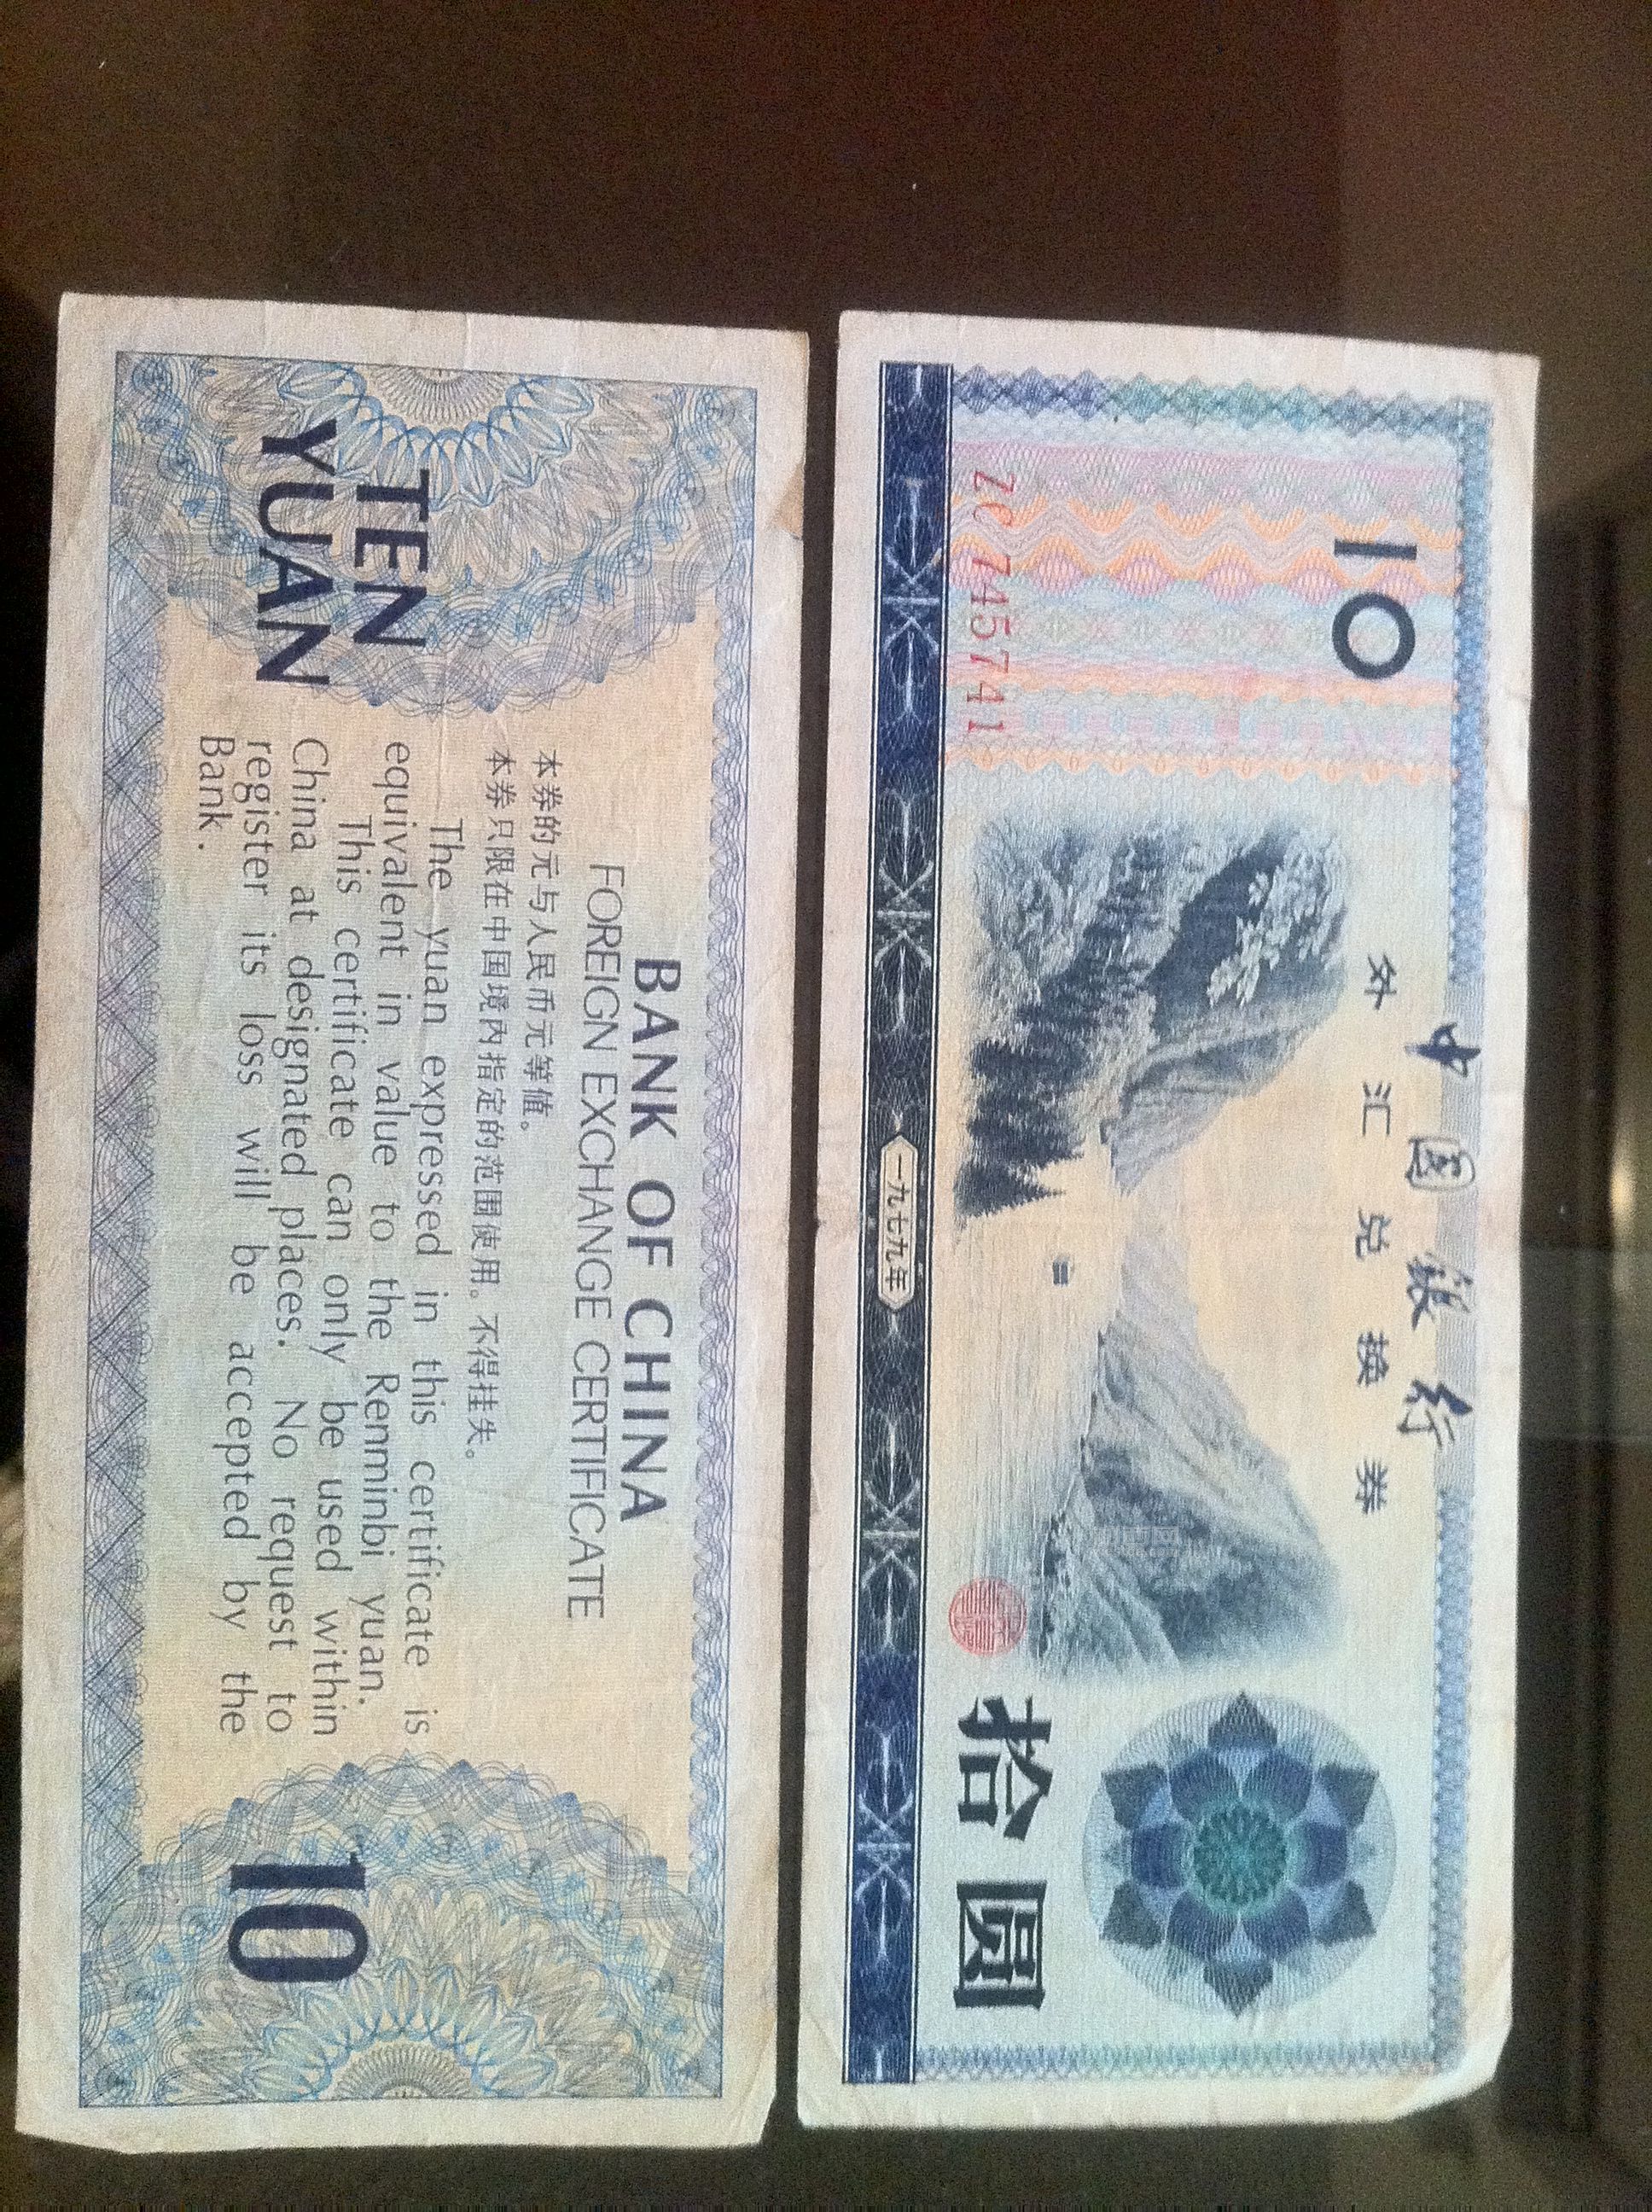 中国银行
外汇兑换券
10
ZC 745741
拾圆
一九七九年
BANK OF CHINA
FOREIGN EXCHANGE CERTIFICATE
本券的元与人民币元等值。
本券只限在中国境内指定的范围使用。不得挂失。
The yuan expressed in this certificate is
equivalent in value to the Renminbi yuan.
This certificate can only be used within
China at designated places. No request to
register its loss will be accepted by the
Bank.
TEN
YUAN
10